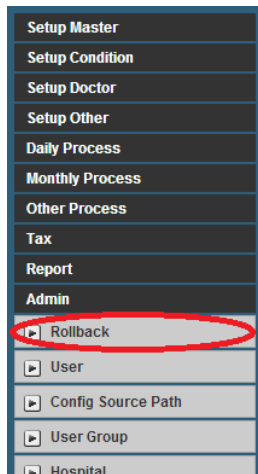 Setup Master
Setup Condition
Setup Doctor
Setup Other
Daily Process
Monthly Process
Other Process
Tax
Report
Admin
Rollback
User
Config Source Path
User Group
Hospital